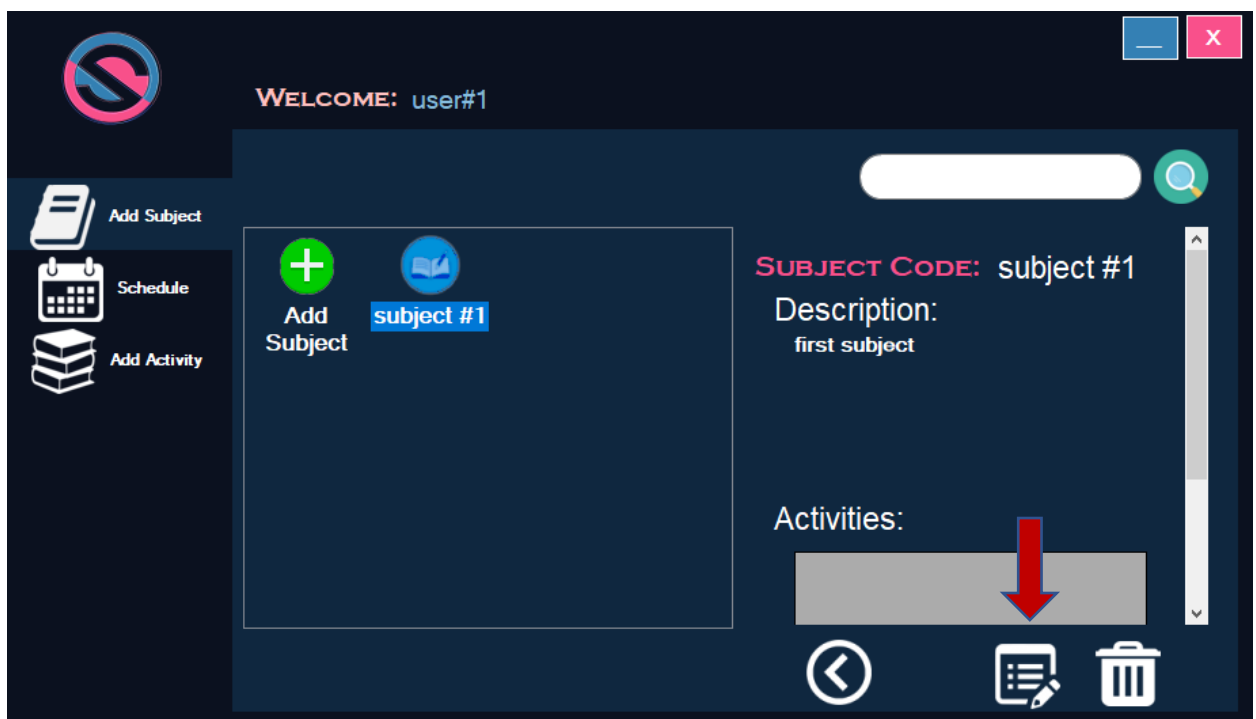 X
WELCOME: user#1
Add Subject
Schedule
Add Activity
Add
Subject
subject #1
SUBJECT CODE: subject #1
Description:
first subject
Activities: